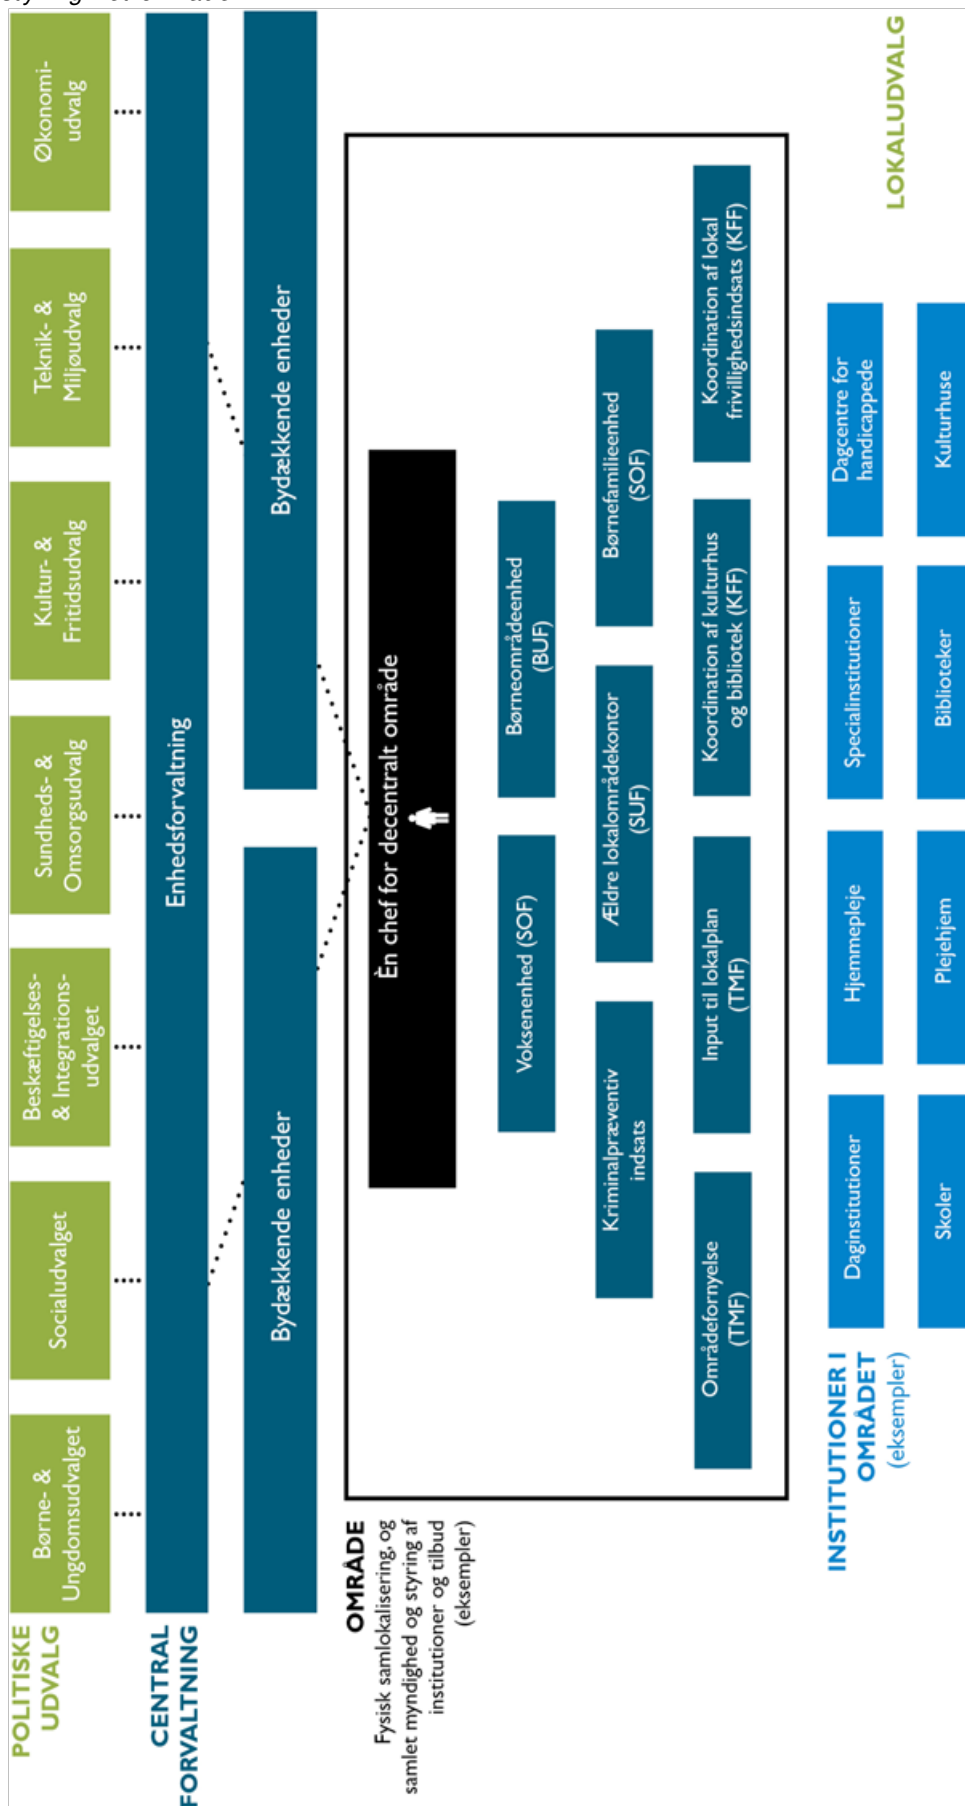 POLITISKE
UDVALG
Børne- &
Ungdomsudvalget
Socialudvalget
Beskæftigelses-
& Integrations-
udvalget
Sundheds- &
Omsorgsudvalg
Kultur- &
Fritidsudvalg
Teknik- &
Miljøudvalg
Økonomi-
udvalg
CENTRAL
FORVALTNING
Enhedsforvaltning
Bydækkende enheder
Bydækkende enheder
OMRÅDE
Fysisk samlokalisering, og
samlet myndighed og styring af
institutioner og tilbud
(eksempler)
Èn chef for decentralt område
Voksenenhed (SOF)
Børneområdeenhed
(BUF)
Kriminalpræventiv
indsats
Ældre lokalområdekontor
(SUF)
Børnefamilieenhed
(SOF)
Områdefornyelse
(TMF)
Input til lokalplan
(TMF)
Koordination af kulturhus
og bibliotek (KFF)
Koordination af lokal
frivillighedsindsats (KFF)
INSTITUTIONER I
OMRÅDET
(eksempler)
Daginstitutioner
Hjemmepleje
Specialinstitutioner
Dagcentre for
handicappede
Skoler
Plejehjem
Biblioteker
Kulturhuse
LOKALUDVALG